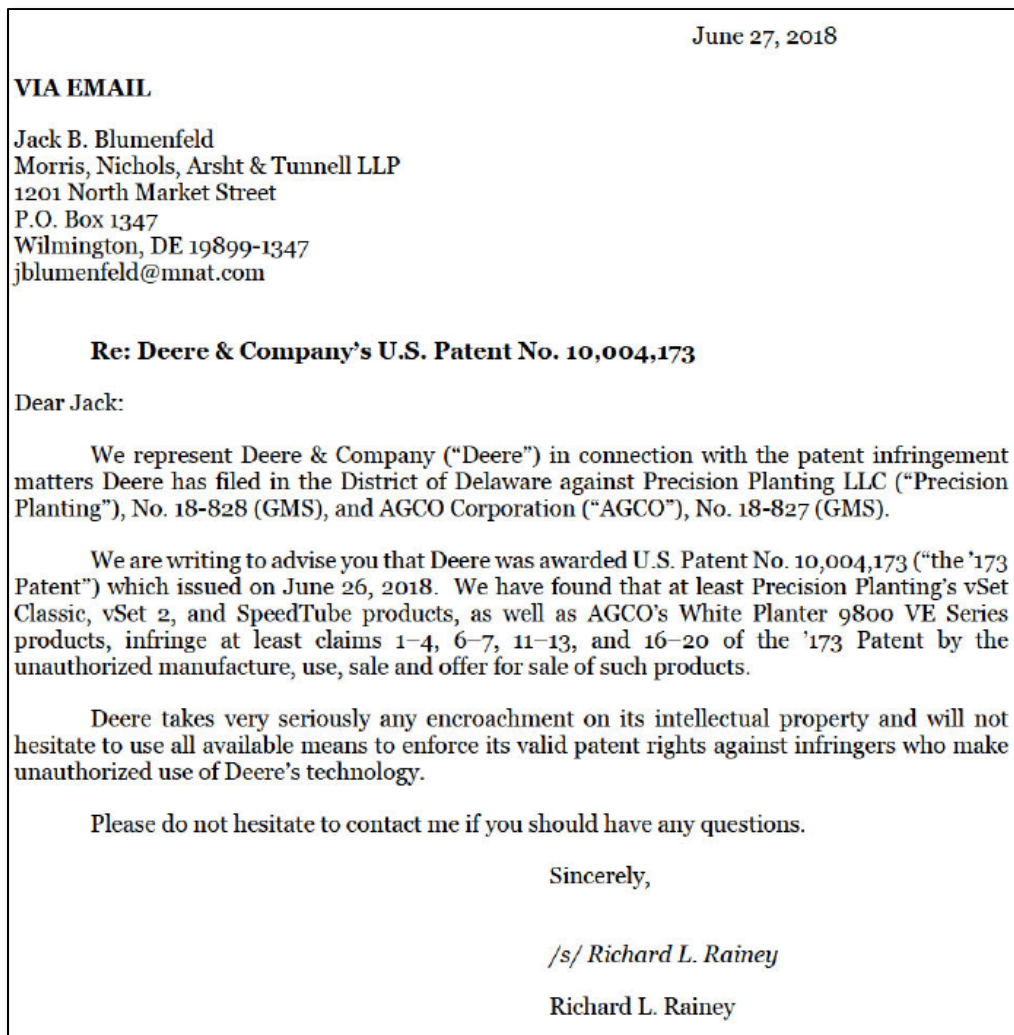 June 27, 2018
VIA EMAIL
Jack B. Blumenfeld
Morris, Nichols, Arsht & Tunnell LLP
1201 North Market Street
P.O. Box 1347
Wilmington, DE 19899-1347
jblumenfeld@mnat.com
Re: Deere & Company’s U.S. Patent No. 10,004,173
Dear Jack:
We represent Deere & Company (“Deere”) in connection with the patent infringement
matters Deere has filed in the District of Delaware against Precision Planting LLC (“Precision
Planting”), No. 18-828 (GMS), and AGCO Corporation (“AGCO”), No. 18-827 (GMS).
We are writing to advise you that Deere was awarded U.S. Patent No. 10,004,173 (“the ’173
Patent”) which issued on June 26, 2018.  We have found that at least Precision Planting’s vSet
Classic, vSet 2, and SpeedTube products, as well as AGCO’s White Planter 9800 VE Series
products, infringe at least claims 1–4, 6–7, 11–13, and 16–20 of the ’173 Patent by the
unauthorized manufacture, use, sale and offer for sale of such products.
Deere takes very seriously any encroachment on its intellectual property and will not
hesitate to use all available means to enforce its valid patent rights against infringers who make
unauthorized use of Deere’s technology.
Please do not hesitate to contact me if you should have any questions.
Sincerely,
/s/ Richard L. Rainey
Richard L. Rainey